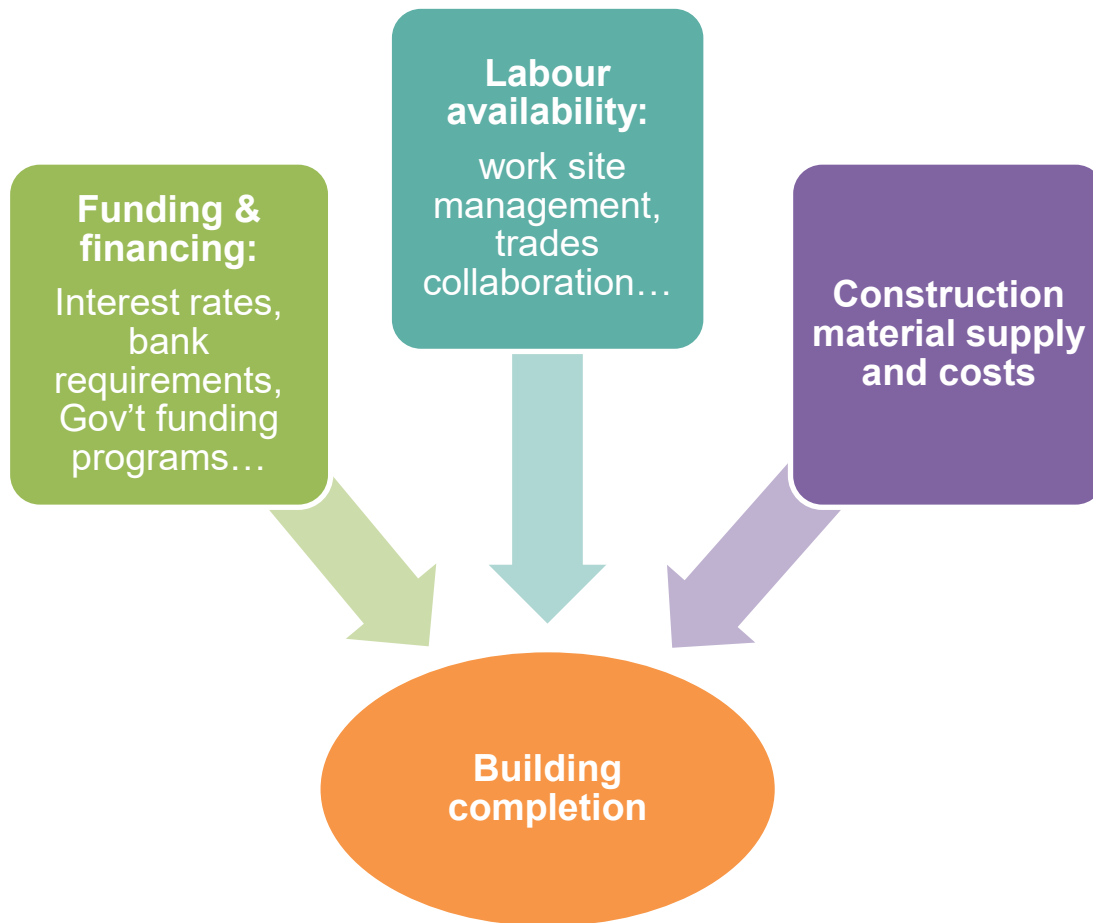 Labour
availability:
work site
management,
trades
collaboration…
Funding &
financing:
Interest rates,
bank
requirements,
Gov’t funding
programs…
Construction
material supply
and costs
Building
completion